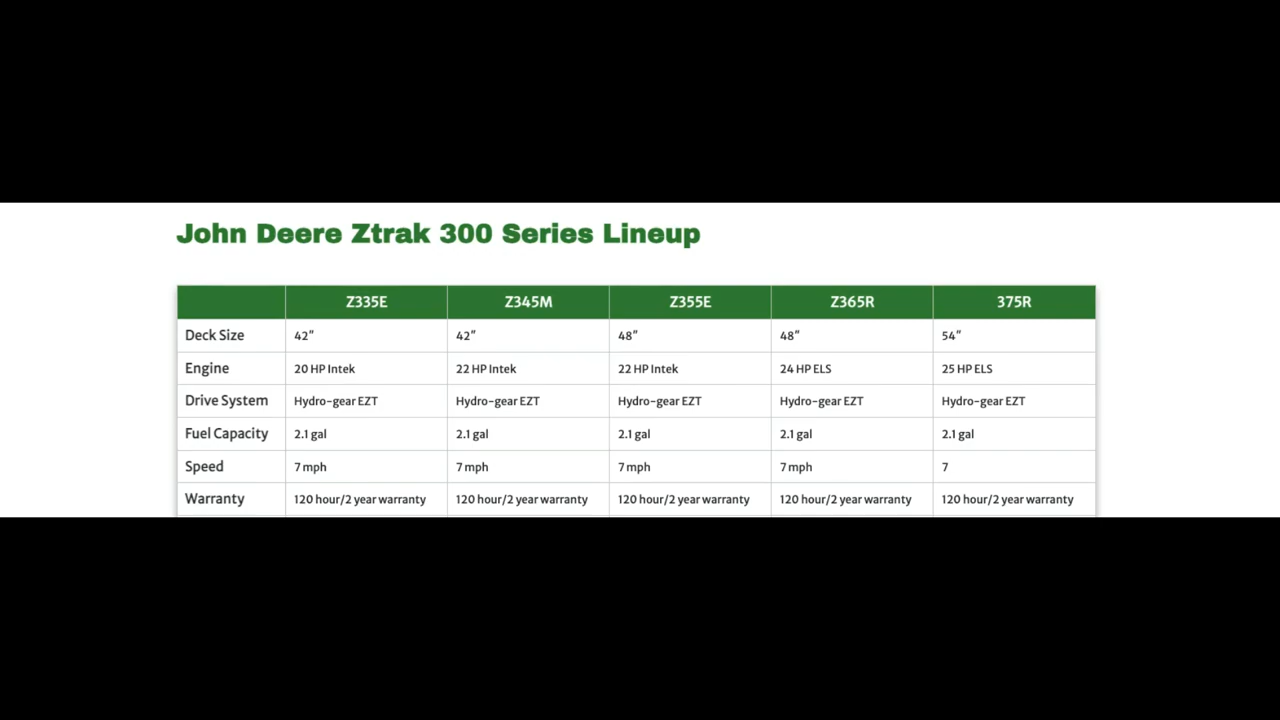 John Deere Ztrak 300 Series Lineup
Z335E Z345M Z355E Z365R 375R
Deck Size 42" 42" 48" 48" 54"
Engine 20 HP Intek 22 HP Intek 22 HP Intek 24 HP ELS 25 HP ELS
Drive System Hydro-gear EZT Hydro-gear EZT Hydro-gear EZT Hydro-gear EZT Hydro-gear EZT
Fuel Capacity 2.1 gal 2.1 gal 2.1 gal 2.1 gal 2.1 gal
Speed 7 mph 7 mph 7 mph 7 mph 7
Warranty 120 hour/2 year warranty 120 hour/2 year warranty 120 hour/2 year warranty 120 hour/2 year warranty 120 hour/2 year warranty